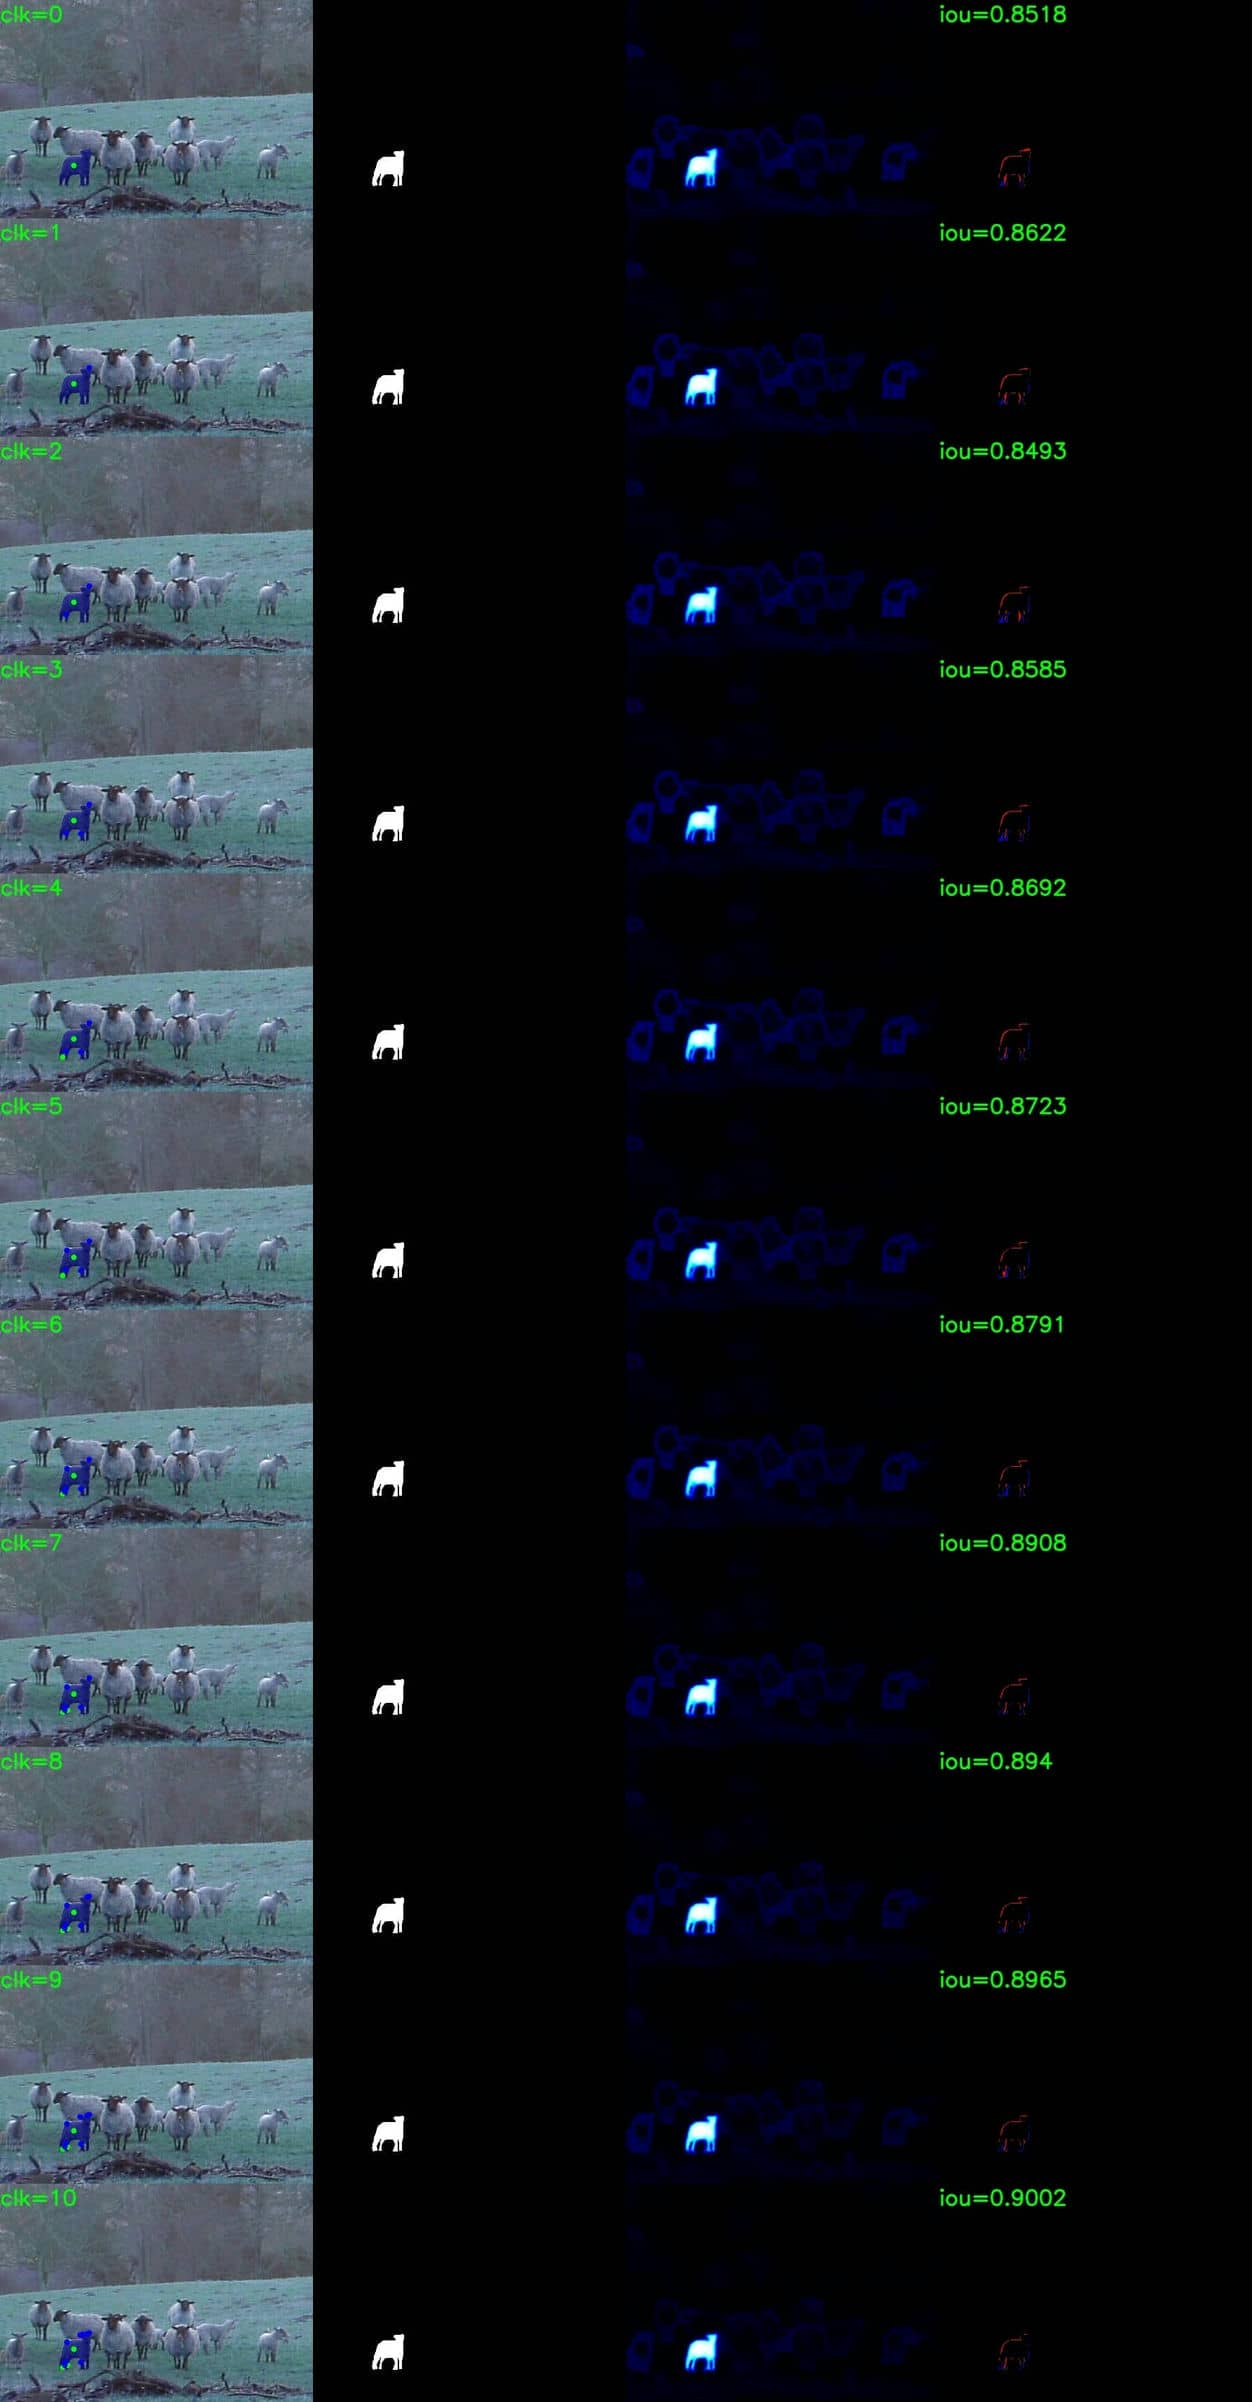 clk=0 iou=0.8518
clk=1 iou=0.8622
clk=2 iou=0.8493
clk=3 iou=0.8585
clk=4 iou=0.8692
clk=5 iou=0.8723
clk=6 iou=0.8791
clk=7 iou=0.8908
clk=8 iou=0.894
clk=9 iou=0.8965
clk=10 iou=0.9002